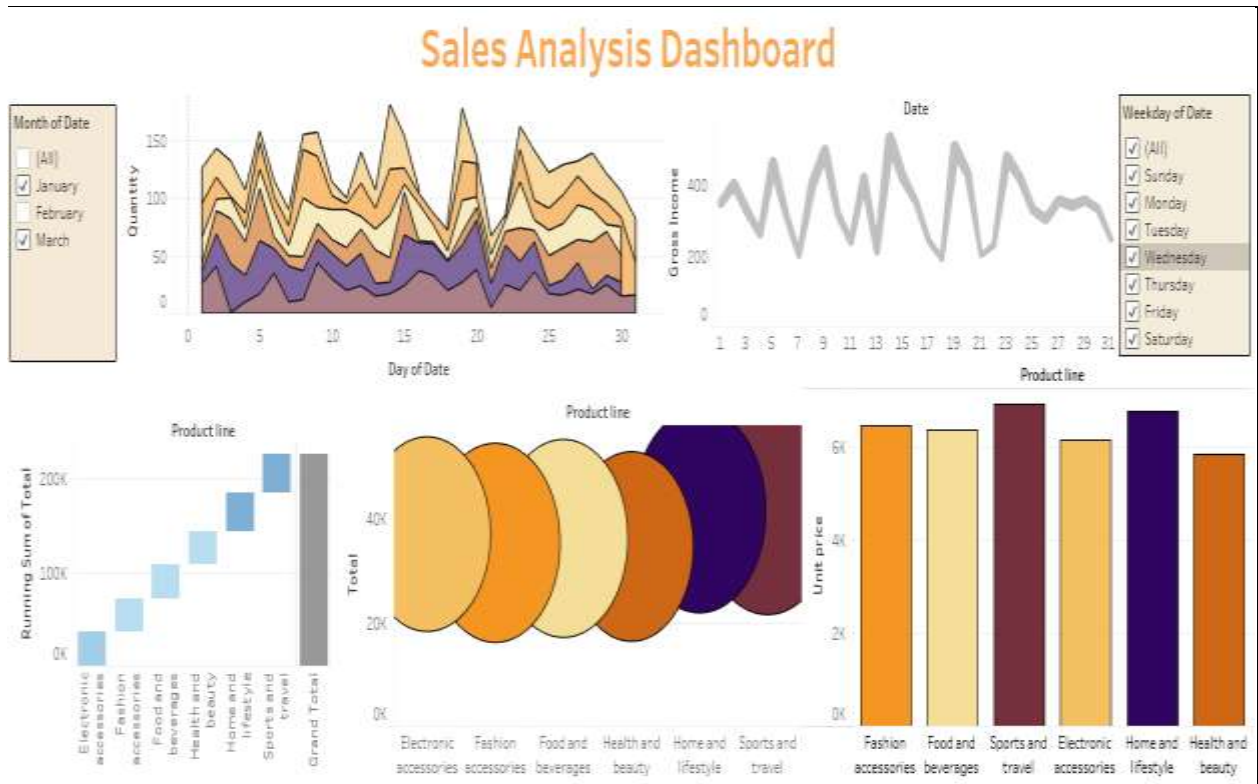 Sales Analysis Dashboard
Month of Date
(All)
January
February
March
Quantity
150
100
50
0
0 5 10 15 20 25 30
Day of Date
Date
Gross Income
400
200
0
1 3 5 7 9 11 13 15 17 19 21 23 25 27 29 31
Weekday of Date
(All)
Sunday
Monday
Tuesday
Wednesday
Thursday
Friday
Saturday
Product line
Running Sum of Total
200K
100K
0K
Electronic
accessories
Fashion
accessories
Food and
beverages
Health and
beauty
Home and
lifestyle
Sports and
travel
Grand Total
Product line
Total
40K
20K
0K
Electronic
accessories
Fashion
accessories
Food and
beverages
Health and
beauty
Home and
lifestyle
Sports and
travel
Product line
Unit price
6K
4K
2K
0K
Fashion
accessories
Food and
beverages
Sports and
travel
Electronic
accessories
Home and
lifestyle
Health and
beauty